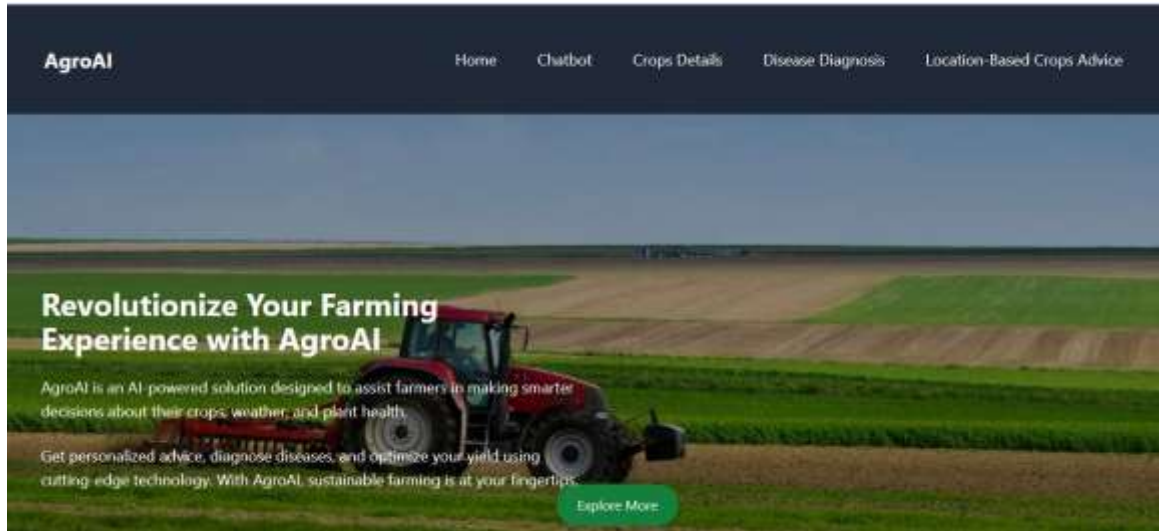 AgroAI
Home
Chatbot
Crops Details
Disease Diagnosis
Location-Based Crops Advice
Revolutionize Your Farming
Experience with AgroAI
AgroAI is an AI-powered solution designed to assist farmers in making smarter
decisions about their crops, weather, and plant health.
Get personalized advice, diagnose diseases, and optimize your yield using
cutting-edge technology. With AgroAI, sustainable farming is at your fingertips.
Explore More